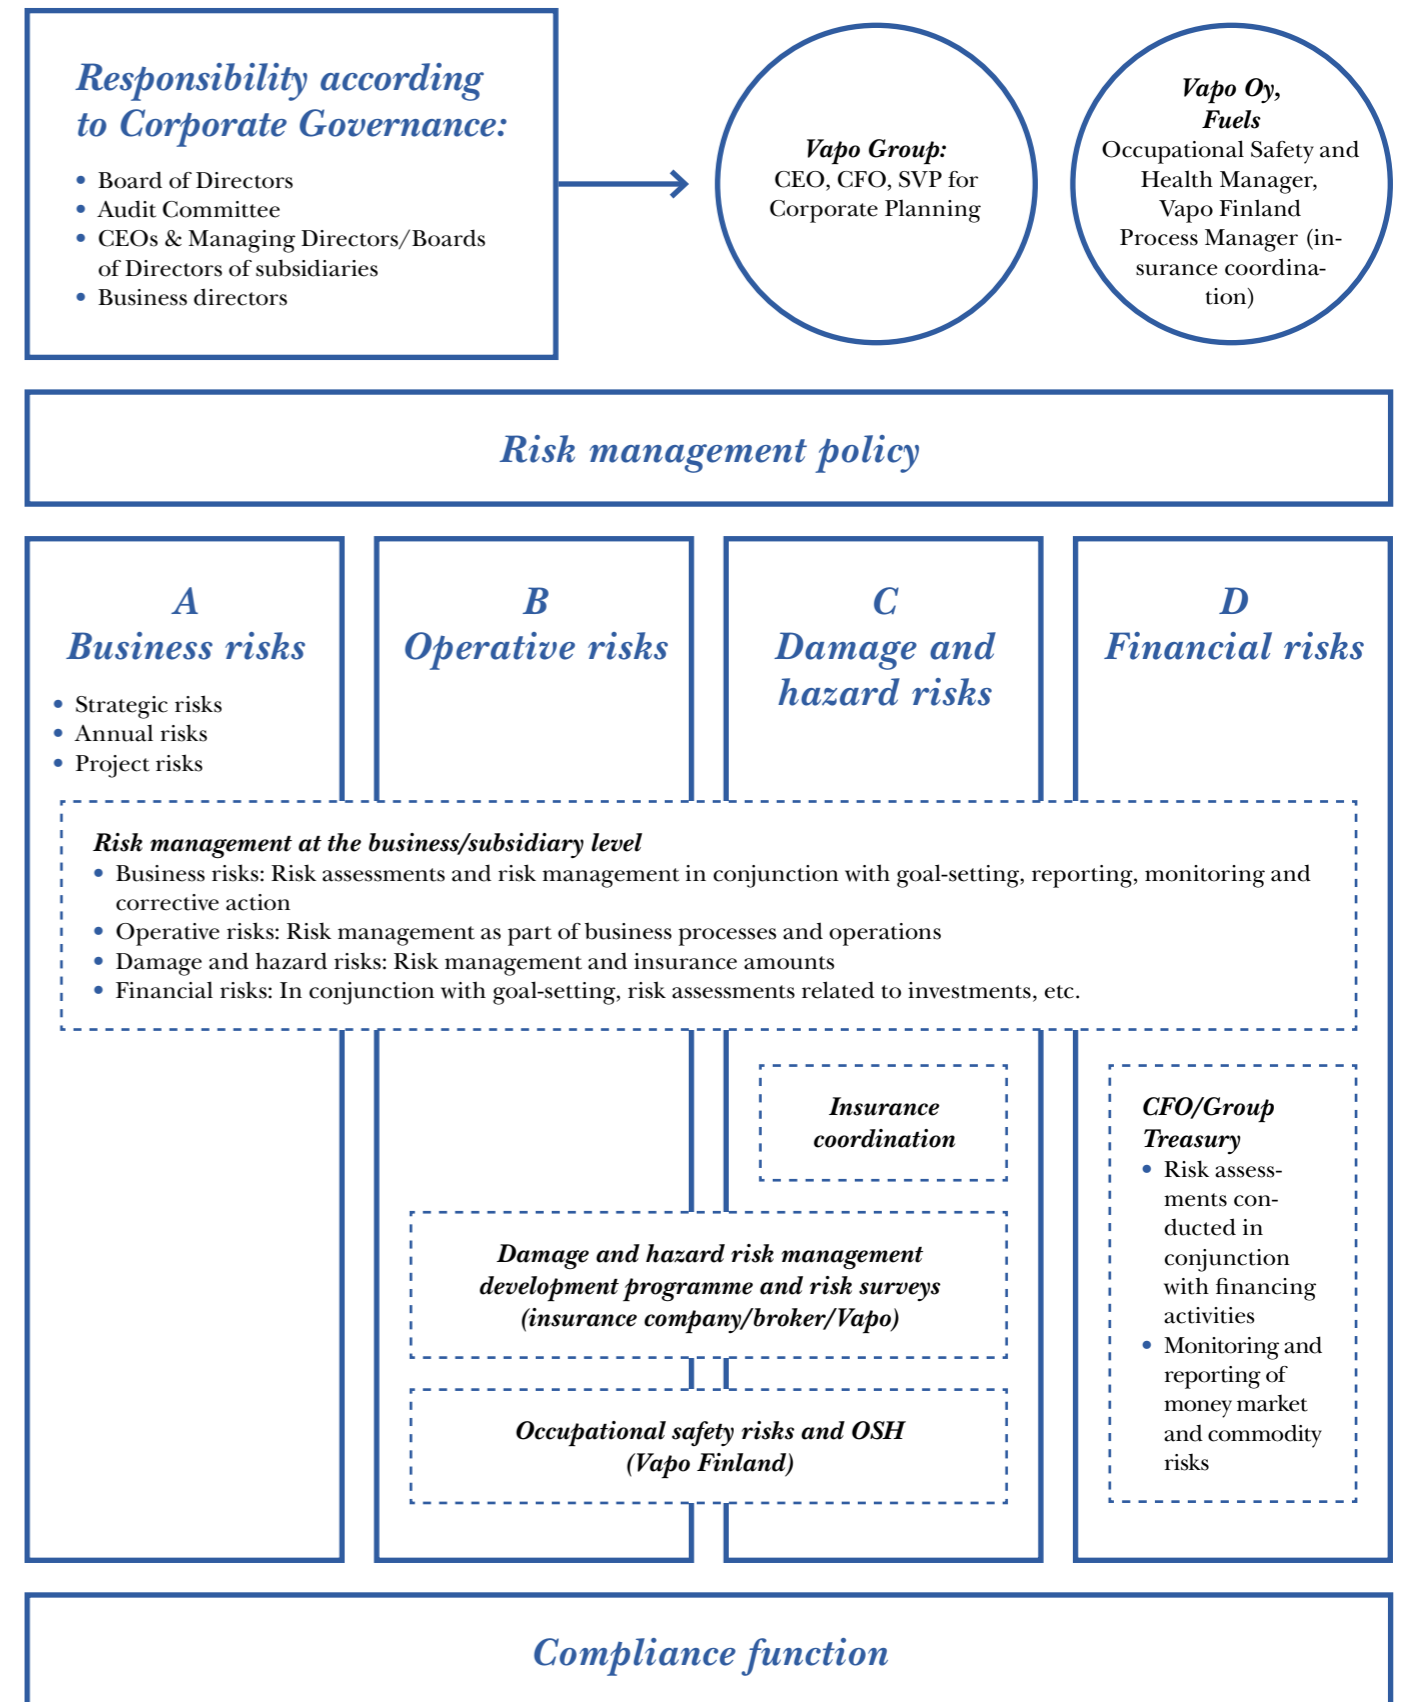 Responsibility according
to Corporate Governance:
• Board of Directors
• Audit Committee
• CEOs & Managing Directors/Boards
of Directors of subsidiaries
• Business directors
Vapo Group:
CEO, CFO, SVP for
Corporate Planning
Vapo Oy,
Fuels
Occupational Safety and
Health Manager,
Vapo Finland
Process Manager (in-
surance coordina-
tion)
Risk management policy
A
Business risks
• Strategic risks
• Annual risks
• Project risks
B
Operative risks
C
Damage and
hazard risks
D
Financial risks
Risk management at the business/subsidiary level
• Business risks: Risk assessments and risk management in conjunction with goal-setting, reporting, monitoring and
corrective action
• Operative risks: Risk management as part of business processes and operations
• Damage and hazard risks: Risk management and insurance amounts
• Financial risks: In conjunction with goal-setting, risk assessments related to investments, etc.
Insurance
coordination
Damage and hazard risk management
development programme and risk surveys
(insurance company/broker/Vapo)
Occupational safety risks and OSH
(Vapo Finland)
CFO/Group
Treasury
• Risk assess-
ments con-
ducted in
conjunction
with financing
activities
• Monitoring and
reporting of
money market
and commodity
risks
Compliance function